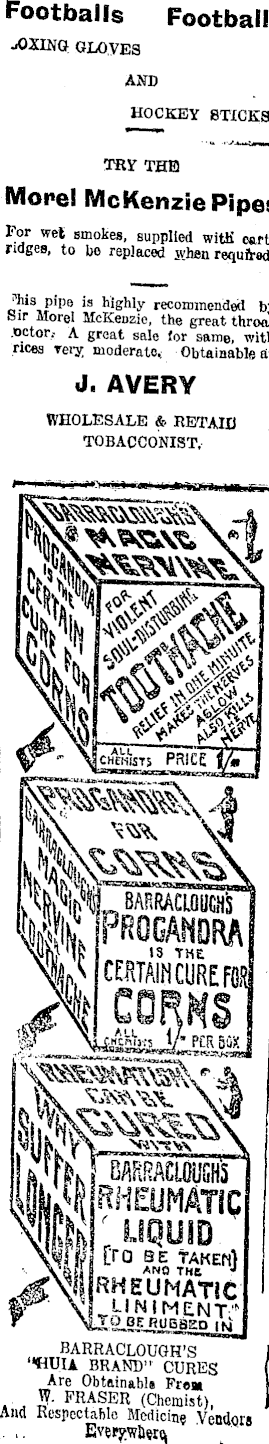 Footballs Football
.OXING GLOVES
AND
HOCKEY STICKS
TRY THE
Morel McKenzie Pipes
For wet smokes, supplied with cart
ridges, to be replaced when required
This pipe is highly recommended b
Sir Morel McKenzie, the great throa
octor. A great sale for same, wit
rices very moderate. Obtainable a
J. AVERY
WHOLESALE & RETAIL
TOBACCONIST,
BARRACLOUGH'S
MAGIC
NERVINE
PROGANDRA
IS THE
CERTAIN
CURE FOR
CORNS
FOR
VIOLENT
SOUL-DISTURBING
TOOTHACHE
RELIEF IN ONE MINUTE
MAKES THE NERVES
AGLOW
ALSO KILLS
NERVE
ALL
CHEMISTS PRICE 1/-
PROGANDRA
FOR
CORNS
BARRACLOUGH'S
MAGIC
NERVINE
FOR
TOOTHACHE
BARRACLOUGHS
PROGANDRA
IS THE
CERTAIN CURE FOR
CORNS
ALL
CHEMISTS 1/- PER BOX
RHEUMATISM
CAN BE
CURED
WITH
WHY
SUFFER
LONGER
BARRACLOUGHS
RHEUMATIC
LIQUID
[TO BE TAKEN]
AND THE
RHEUMATIC
LINIMENT."
TO BE RUBBED IN
BARRACLOUGH'S
"HUIA BRAND" CURES
Are Obtainable From
W. FRASER (Chemist),
And Respectable Medicine Vendors
Everywhere